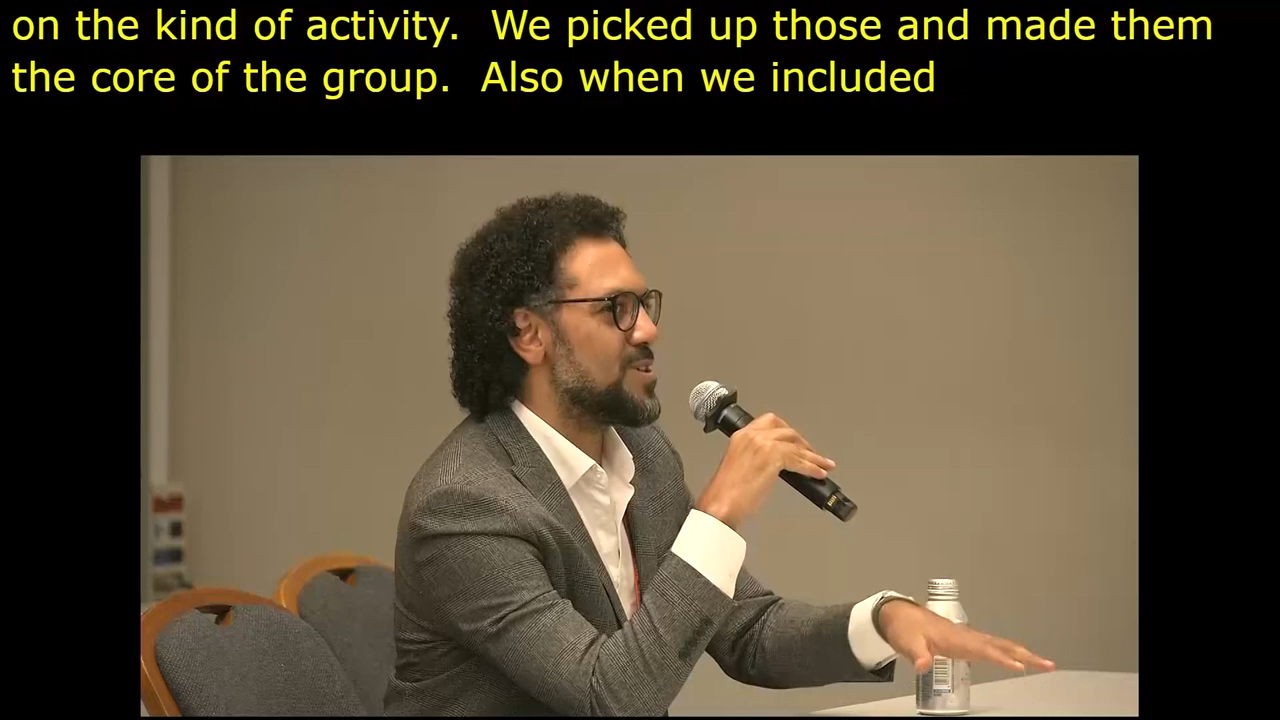 on the kind of activity.  We picked up those and made them
the core of the group.  Also when we included